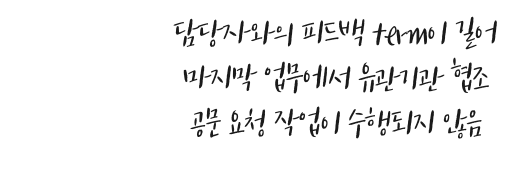 담당자와의 피드백 term이 길어
마지막 업무에서 유관기관 협조
공문 요청 작업이 수행되지 않음